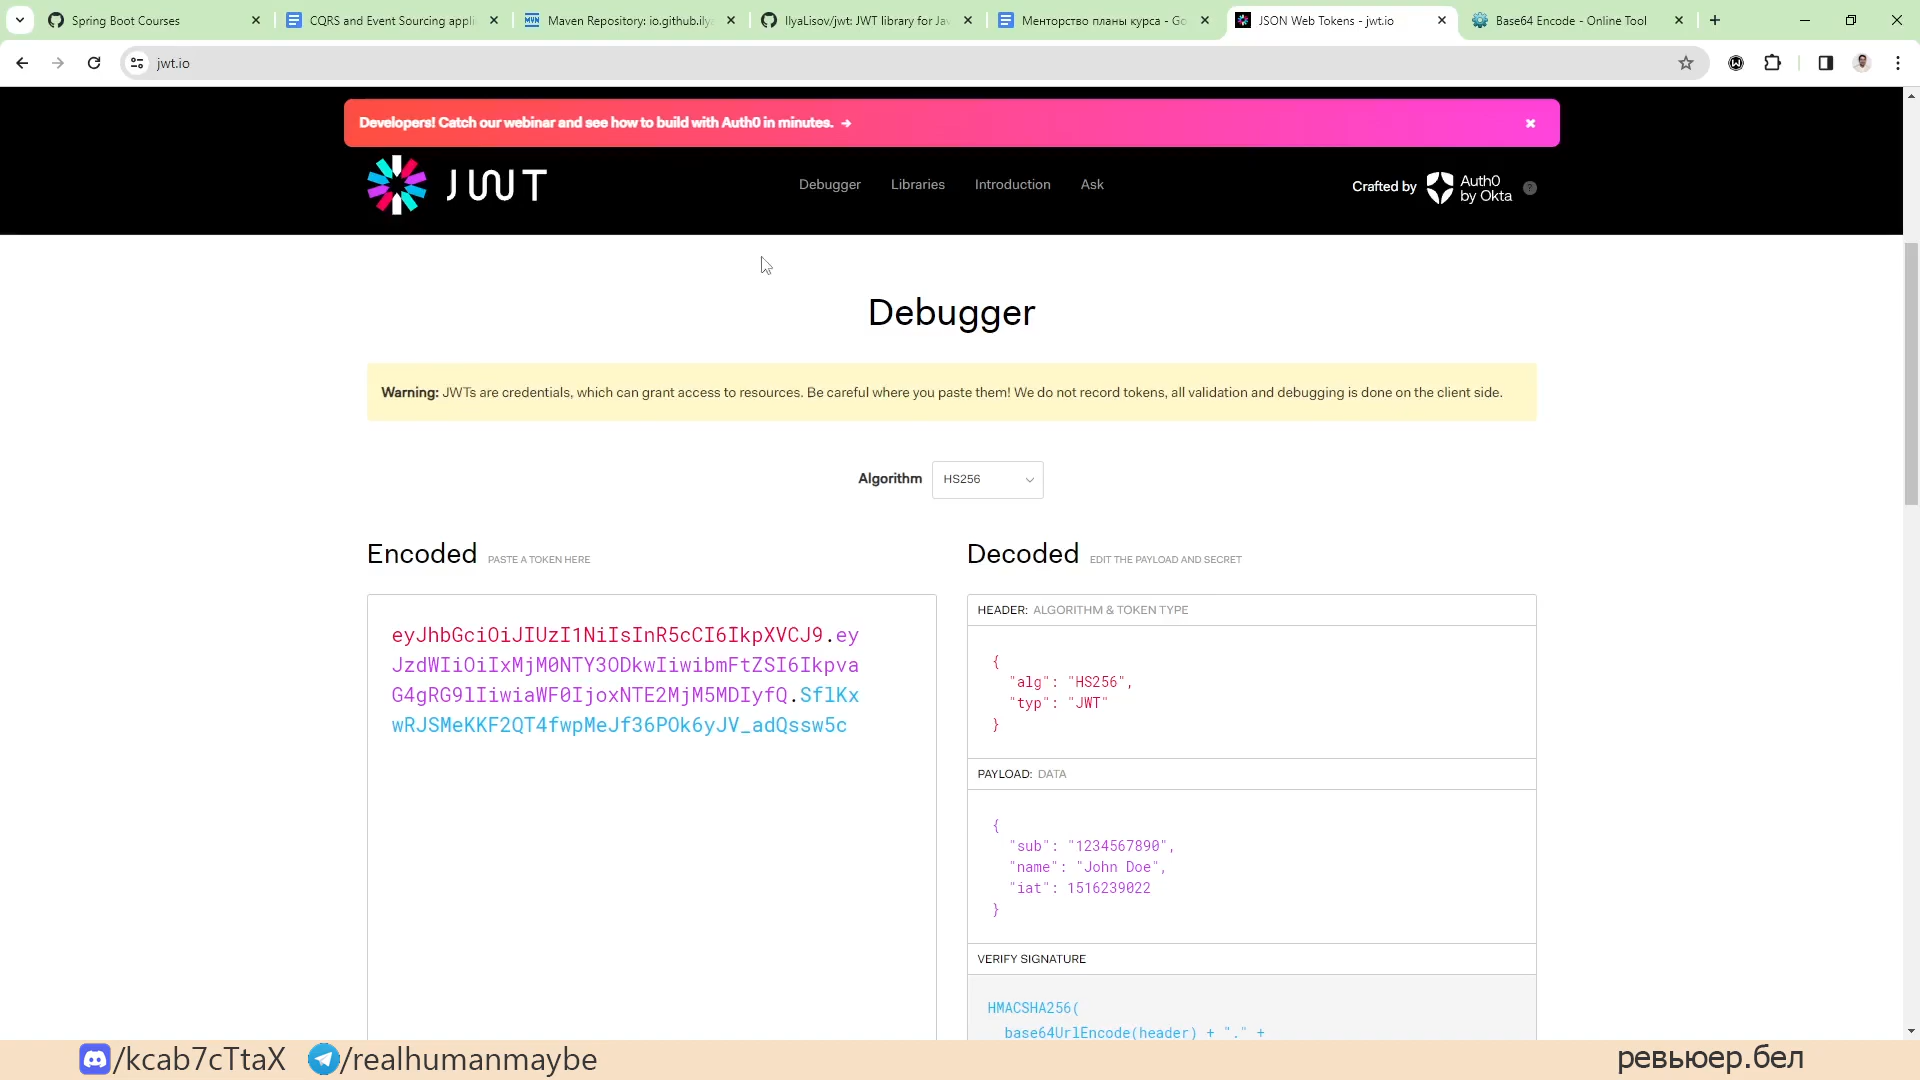 Spring Boot Courses
CQRS and Event Sourcing appli
Maven Repository: io.github.ilya
IlyaLisov/jwt: JWT library for Jav
Менторство планы курса - Go
JSON Web Tokens - jwt.io
Base64 Encode - Online Tool
jwt.io
Developers! Catch our webinar and see how to build with Auth0 in minutes. →
JWT
Debugger
Libraries
Introduction
Ask
Crafted by
Auth0
by Okta
?
Debugger
Warning: JWTs are credentials, which can grant access to resources. Be careful where you paste them! We do not record tokens, all validation and debugging is done on the client side.
Algorithm HS256
Encoded PASTE A TOKEN HERE
eyJhbGciOiJIUzI1NiIsInR5cCI6IkpXVCJ9.ey
JzdWIiOiIxMjM0NTY3ODkwIiwibmFtZSI6Ikpva
G4gRG9lIiwiaWF0IjoxNTE2MjM5MDIyfQ.SflKx
wRJSMeKKF2QT4fwpMeJf36POk6yJV_adQssw5c
Decoded EDIT THE PAYLOAD AND SECRET
HEADER: ALGORITHM & TOKEN TYPE
{
"alg": "HS256",
"typ": "JWT"
}
PAYLOAD: DATA
{
"sub": "1234567890",
"name": "John Doe",
"iat": 1516239022
}
VERIFY SIGNATURE
HMACSHA256(
base64UrlEncode(header) + "." +
/kcab7cTtaX
/realhumanmaybe
ревьюер.бел